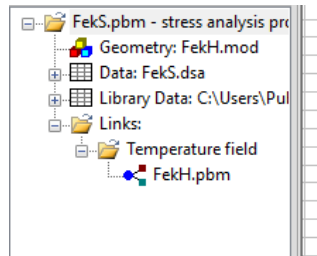 FekS.pbm - stress analysis pro
Geometry: FekH.mod
Data: FekS.dsa
Library Data: C:\Users\Pul
Links:
Temperature field
FekH.pbm